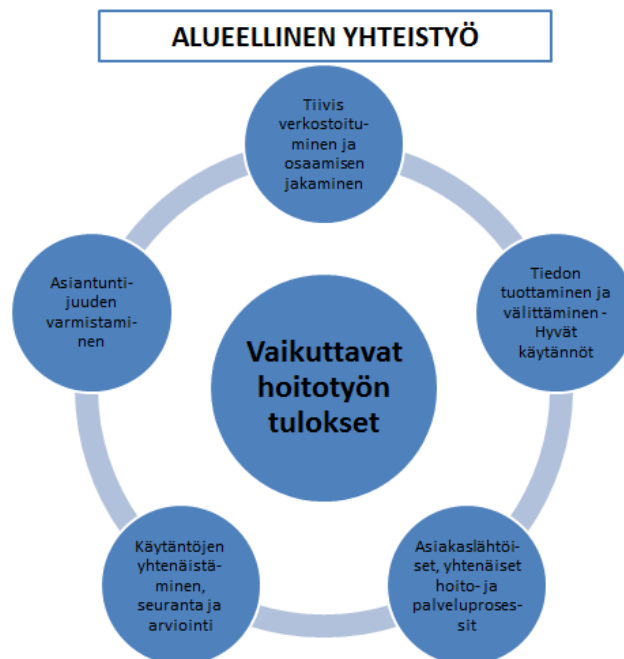 ALUEELLINEN YHTEISTYÖ
Tiivis
verkostoitu-
minen ja
osaamisen
jakaminen
Tiedon
tuottaminen ja
välittäminen -
Hyvät
käytännöt
Asiakaslähtöi-
set, yhtenäiset
hoito- ja
palveluproses-
sit
Käytäntöjen
yhtenäistä-
minen,
seuranta ja
arviointi
Asiantunti-
juuden
varmistami-
nen
Vaikuttavat
hoitotyön
tulokset